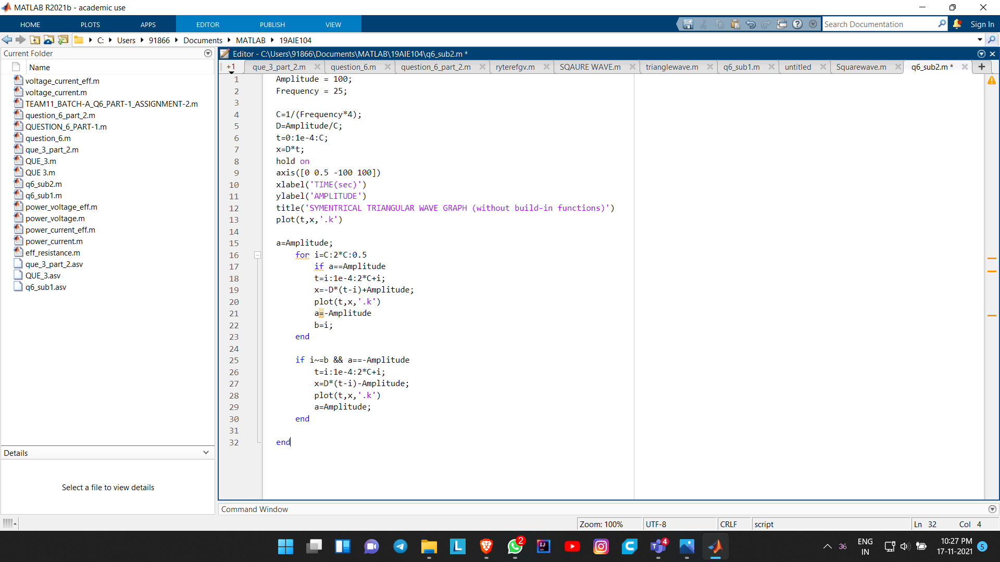 MATLAB R2021b - academic use
HOME PLOTS APPS EDITOR PUBLISH VIEW Search Documentation Sign In
C: Users 91866 Documents MATLAB 19AIE104
Current Folder
Name
voltage_current_eff.m
voltage_current.m
TEAM11_BATCH-A_Q6_PART-1_ASSIGNMENT-2.m
question_6_part_2.m
QUESTION_6_PART-1.m
question_6.m
que_3_part_2.m
QUE_3.m
QUE 3.m
q6_sub2.m
q6_sub1.m
power_voltage_eff.m
power_voltage.m
power_current_eff.m
power_current.m
eff_resistance.m
que_3_part_2.asv
QUE_3.asv
q6_sub1.asv
Details
Select a file to view details
Editor - C:\Users\91866\Documents\MATLAB\19AIE104\q6_sub2.m *
+1 que_3_part_2.m question_6.m question_6_part_2.m ryterefgv.m SQAURE WAVE.m trianglewave.m q6_sub1.m untitled Squarewave.m q6_sub2.m * +
1 Amplitude = 100;
2 Frequency = 25;
3
4 C=1/(Frequency*4);
5 D=Amplitude/C;
6 t=0:1e-4:C;
7 x=D*t;
8 hold on
9 axis([0 0.5 -100 100])
10 xlabel('TIME(sec)')
11 ylabel('AMPLITUDE')
12 title('SYMENTRICAL TRIANGULAR WAVE GRAPH (without build-in functions)')
13 plot(t,x,'.k')
14
15 a=Amplitude;
16 for i=C:2*C:0.5
17 if a==Amplitude
18 t=i:1e-4:2*C+i;
19 x=-D*(t-i)+Amplitude;
20 plot(t,x,'.k')
21 a=-Amplitude
22 b=i;
23 end
24
25 if i~=b && a==-Amplitude
26 t=i:1e-4:2*C+i;
27 x=D*(t-i)-Amplitude;
28 plot(t,x,'.k')
29 a=Amplitude;
30 end
31
32 end
Command Window
Zoom: 100% UTF-8 CRLF script Ln 32 Col 4
2
4
36
ENG
IN
10:27 PM
17-11-2021
5